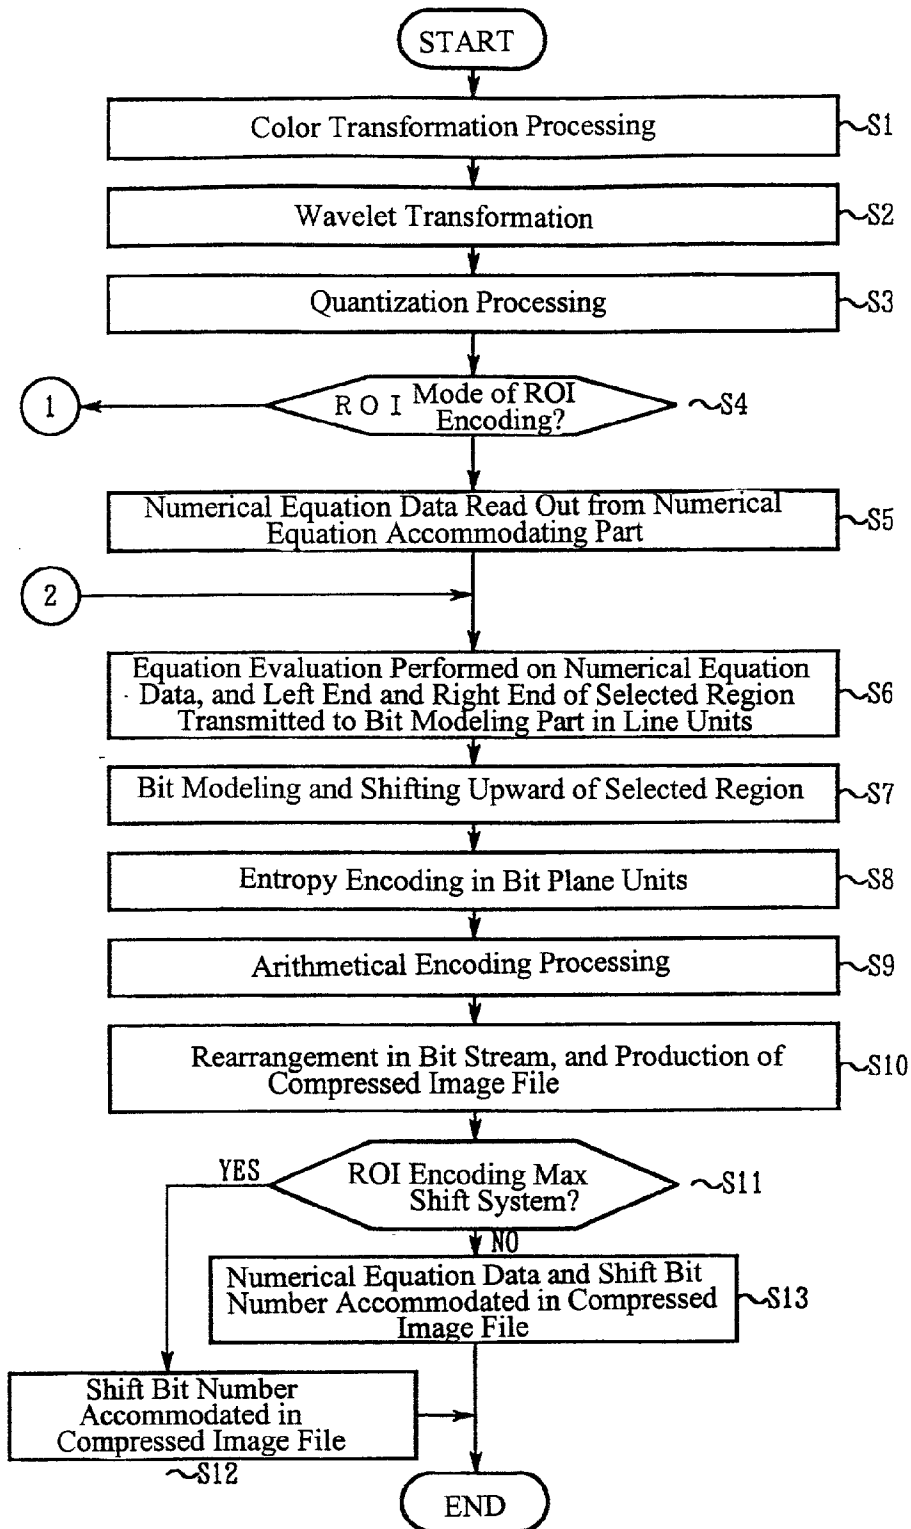 START
Color Transformation Processing
S1
Wavelet Transformation
S2
Quantization Processing
S3
1
ROI Mode of ROI
Encoding?
S4
Numerical Equation Data Read Out from Numerical
Equation Accommodating Part
S5
2
Equation Evaluation Performed on Numerical Equation
Data, and Left End and Right End of Selected Region
Transmitted to Bit Modeling Part in Line Units
S6
Bit Modeling and Shifting Upward of Selected Region
S7
Entropy Encoding in Bit Plane Units
S8
Arithmetical Encoding Processing
S9
Rearrangement in Bit Stream, and Production of
Compressed Image File
S10
YES
ROI Encoding Max
Shift System?
S11
NO
Numerical Equation Data and Shift Bit
Number Accommodated in Compressed
Image File
S13
Shift Bit Number
Accommodated in
Compressed Image File
S12
END